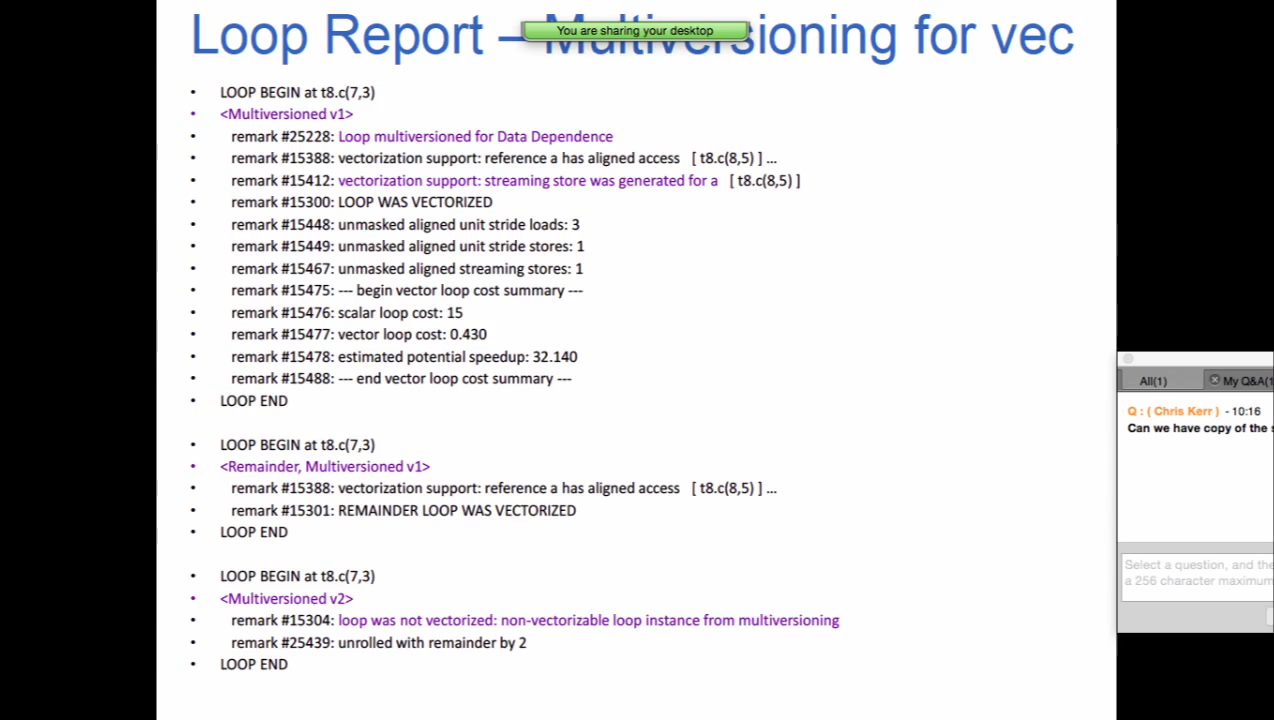 Loop Report – Multiversioning for vec
You are sharing your desktop
• LOOP BEGIN at t8.c(7,3)
• <Multiversioned v1>
• remark #25228: Loop multiversioned for Data Dependence
• remark #15388: vectorization support: reference a has aligned access [ t8.c(8,5) ] ...
• remark #15412: vectorization support: streaming store was generated for a [ t8.c(8,5) ]
• remark #15300: LOOP WAS VECTORIZED
• remark #15448: unmasked aligned unit stride loads: 3
• remark #15449: unmasked aligned unit stride stores: 1
• remark #15467: unmasked aligned streaming stores: 1
• remark #15475: --- begin vector loop cost summary ---
• remark #15476: scalar loop cost: 15
• remark #15477: vector loop cost: 0.430
• remark #15478: estimated potential speedup: 32.140
• remark #15488: --- end vector loop cost summary ---
• LOOP END
• LOOP BEGIN at t8.c(7,3)
• <Remainder, Multiversioned v1>
• remark #15388: vectorization support: reference a has aligned access [ t8.c(8,5) ] ...
• remark #15301: REMAINDER LOOP WAS VECTORIZED
• LOOP END
• LOOP BEGIN at t8.c(7,3)
• <Multiversioned v2>
• remark #15304: loop was not vectorized: non-vectorizable loop instance from multiversioning
• remark #25439: unrolled with remainder by 2
• LOOP END
All(1) My Q&A(1
Q : ( Chris Kerr ) - 10:16
Can we have copy of the s
Select a question, and the
a 256 character maximum